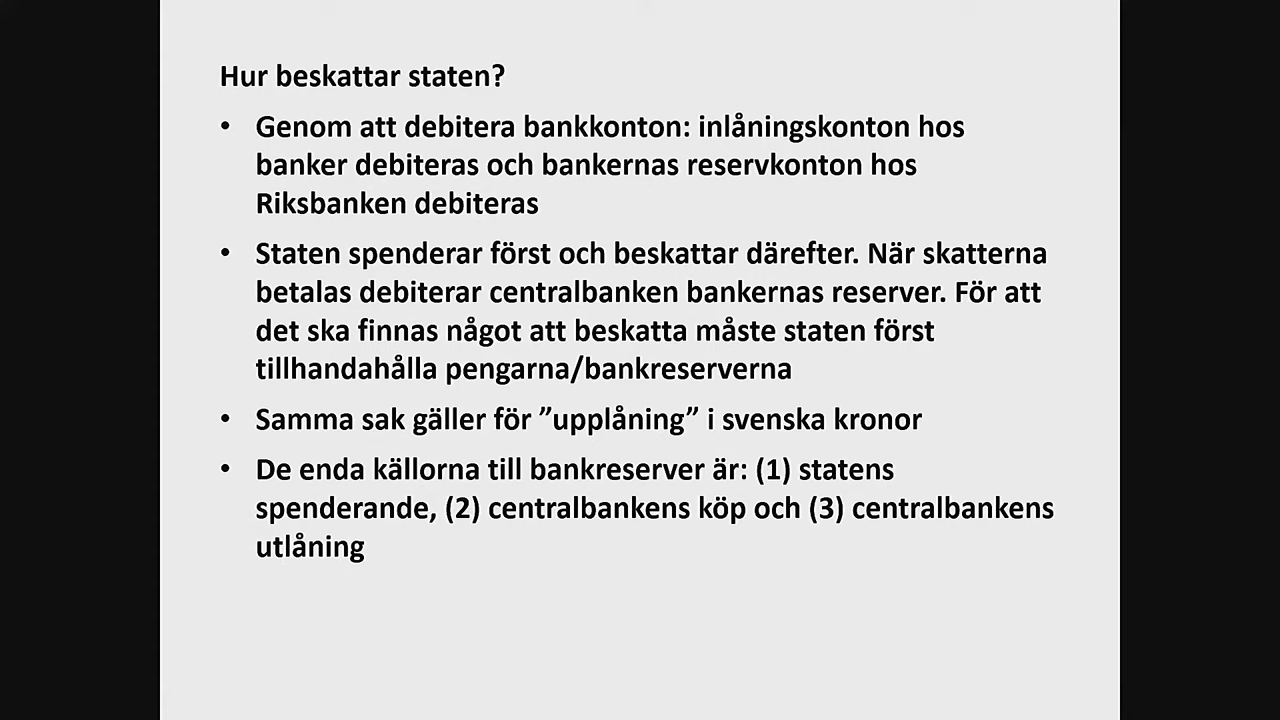 Hur beskattar staten?
• Genom att debitera bankkonton: inlåningskonton hos
banker debiteras och bankernas reservkonton hos
Riksbanken debiteras
• Staten spenderar först och beskattar därefter. När skatterna
betalas debiterar centralbanken bankernas reserver. För att
det ska finnas något att beskatta måste staten först
tillhandahålla pengarna/bankreserverna
• Samma sak gäller för ”upplåning” i svenska kronor
• De enda källorna till bankreserver är: (1) statens
spenderande, (2) centralbankens köp och (3) centralbankens
utlåning